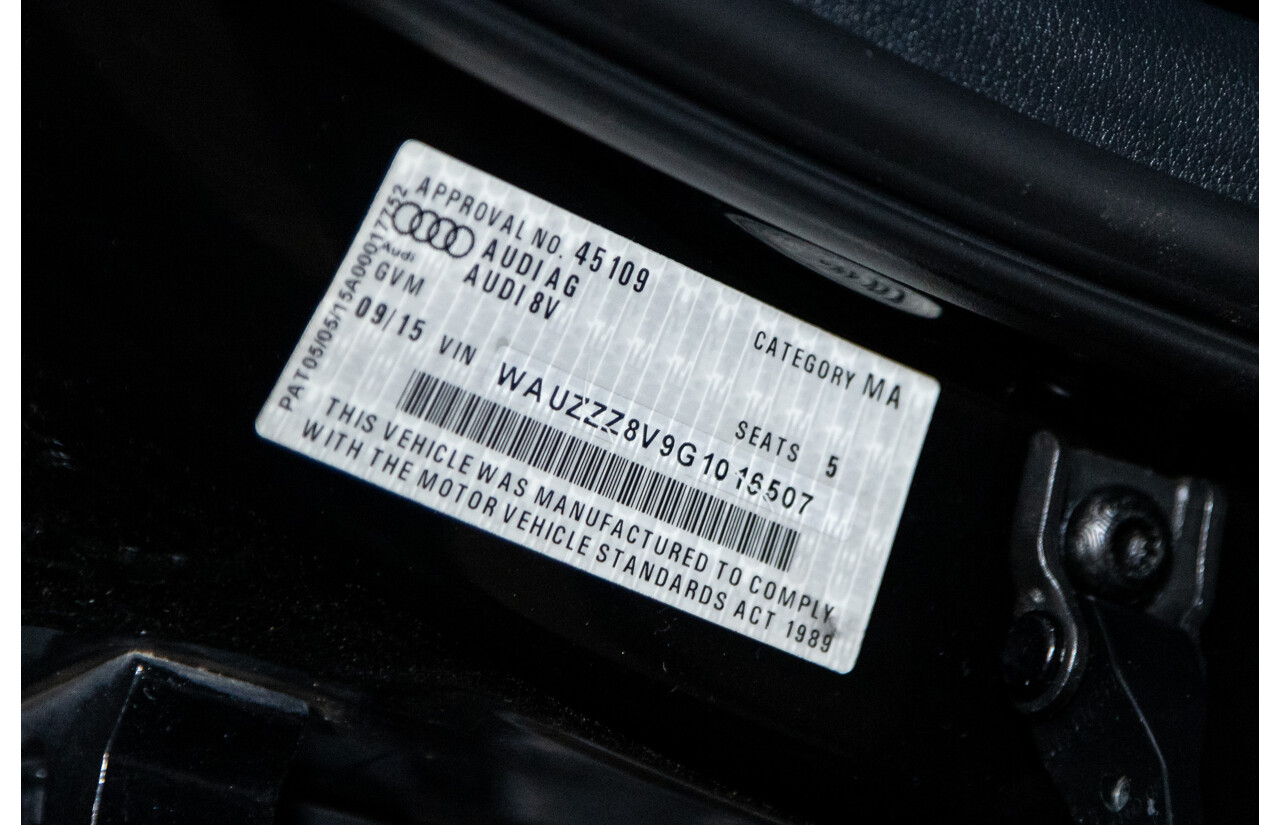 APPROVAL NO. 45109
Audi
AUDI AG
AUDI 8V
GVM
CATEGORY MA
09/15 VIN WAUZZZ8V9G1016507
SEATS 5
THIS VEHICLE WAS MANUFACTURED TO COMPLY
WITH THE MOTOR VEHICLE STANDARDS ACT 1989
PAT05/05/15A00017752